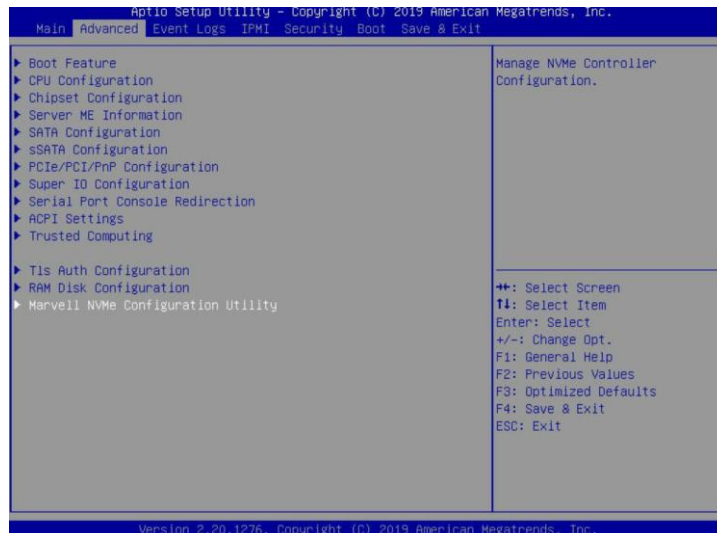 Aptio Setup Utility – Copyright (C) 2019 American Megatrends, Inc.
Main Advanced Event Logs IPMI Security Boot Save & Exit
Boot Feature
CPU Configuration
Chipset Configuration
Server ME Information
SATA Configuration
sSATA Configuration
PCIe/PCI/PnP Configuration
Super IO Configuration
Serial Port Console Redirection
ACPI Settings
Trusted Computing
Tls Auth Configuration
RAM Disk Configuration
Marvell NVMe Configuration Utility
Manage NVMe Controller
Configuration.
→←: Select Screen
↑↓: Select Item
Enter: Select
+/-: Change Opt.
F1: General Help
F2: Previous Values
F3: Optimized Defaults
F4: Save & Exit
ESC: Exit
Version 2.20.1276. Copyright (C) 2019 American Megatrends, Inc.